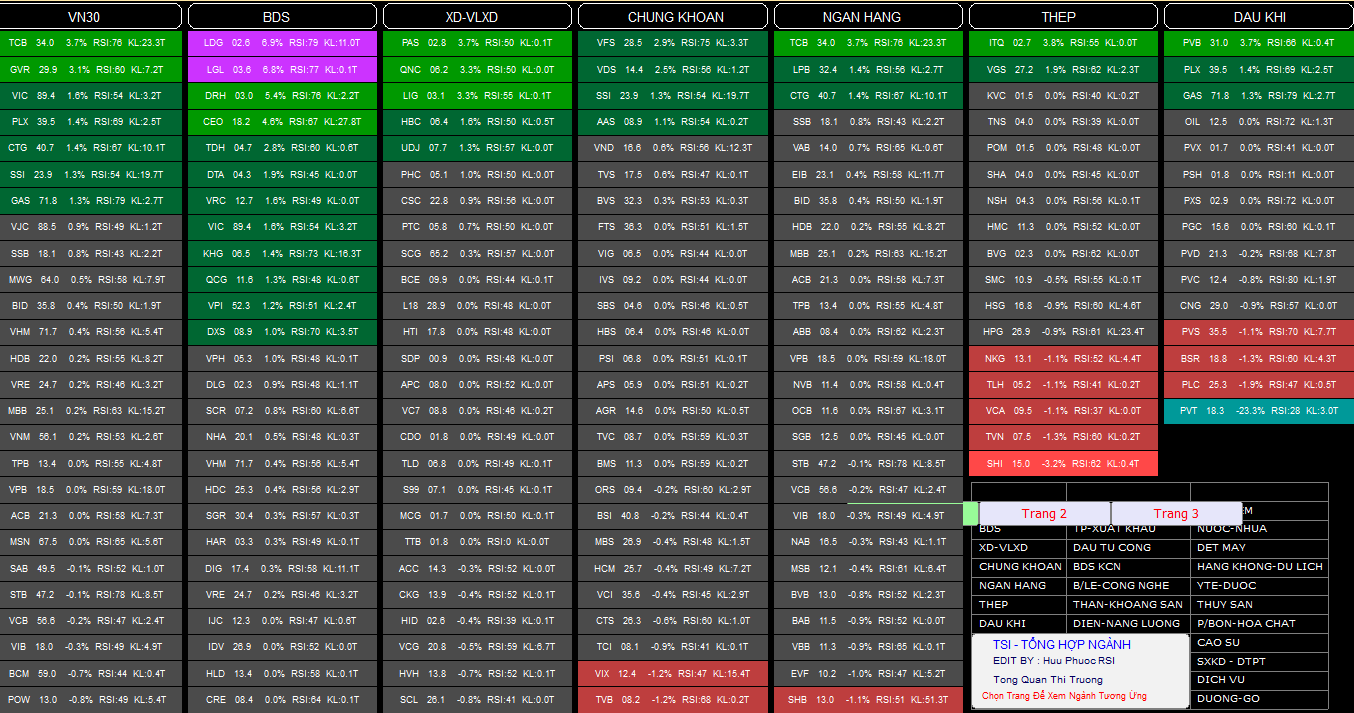 VN30 BDS XD-VLXD CHUNG KHOAN NGAN HANG THEP DAU KHI
TCB 34.0 3.7% RSI:76 KL:23.3T LDG 02.6 6.9% RSI:79 KL:11.0T PAS 02.8 3.7% RSI:50 KL:0.1T VFS 28.5 2.9% RSI:75 KL:3.3T TCB 34.0 3.7% RSI:76 KL:23.3T ITQ 02.7 3.8% RSI:55 KL:0.0T PVB 31.0 3.7% RSI:66 KL:0.4T
GVR 29.9 3.1% RSI:60 KL:7.2T LGL 03.6 6.8% RSI:77 KL:0.1T QNC 06.2 3.3% RSI:50 KL:0.0T VDS 14.4 2.5% RSI:56 KL:1.2T LPB 32.4 1.4% RSI:56 KL:2.7T VGS 27.2 1.9% RSI:62 KL:2.3T PLX 39.5 1.4% RSI:69 KL:2.5T
VIC 89.4 1.6% RSI:54 KL:3.2T DRH 03.0 5.4% RSI:76 KL:2.2T LIG 03.1 3.3% RSI:55 KL:0.1T SSI 23.9 1.3% RSI:54 KL:19.7T CTG 40.7 1.4% RSI:67 KL:10.1T KVC 01.5 0.0% RSI:40 KL:0.2T GAS 71.8 1.3% RSI:79 KL:2.7T
PLX 39.5 1.4% RSI:69 KL:2.5T CEO 18.2 4.6% RSI:67 KL:27.8T HBC 06.4 1.6% RSI:50 KL:0.5T AAS 08.9 1.1% RSI:54 KL:0.2T SSB 18.1 0.8% RSI:43 KL:2.2T TNS 04.0 0.0% RSI:39 KL:0.0T OIL 12.5 0.0% RSI:72 KL:1.3T
CTG 40.7 1.4% RSI:67 KL:10.1T TDH 04.7 2.8% RSI:60 KL:0.6T UDJ 07.7 1.3% RSI:57 KL:0.0T VND 16.6 0.6% RSI:56 KL:12.3T VAB 14.0 0.7% RSI:65 KL:0.6T POM 01.5 0.0% RSI:48 KL:0.0T PVX 01.7 0.0% RSI:41 KL:0.0T
SSI 23.9 1.3% RSI:54 KL:19.7T DTA 04.3 1.9% RSI:45 KL:0.0T PHC 05.1 1.0% RSI:50 KL:0.0T TVS 17.5 0.6% RSI:47 KL:0.1T EIB 23.1 0.4% RSI:58 KL:11.7T SHA 04.0 0.0% RSI:45 KL:0.0T PSH 01.8 0.0% RSI:11 KL:0.0T
GAS 71.8 1.3% RSI:79 KL:2.7T VRC 12.7 1.6% RSI:49 KL:0.0T CSC 22.8 0.9% RSI:56 KL:0.0T BVS 32.3 0.3% RSI:53 KL:0.3T BID 35.8 0.4% RSI:50 KL:1.9T NSH 04.3 0.0% RSI:56 KL:0.1T PXS 02.9 0.0% RSI:72 KL:0.0T
VJC 88.5 0.9% RSI:49 KL:1.2T VIC 89.4 1.6% RSI:54 KL:3.2T PTC 05.8 0.7% RSI:50 KL:0.0T FTS 36.3 0.0% RSI:51 KL:1.5T HDB 22.0 0.2% RSI:55 KL:8.2T HMC 11.3 0.0% RSI:52 KL:0.0T PGC 15.6 0.0% RSI:60 KL:0.1T
SSB 18.1 0.8% RSI:43 KL:2.2T KHG 06.5 1.4% RSI:73 KL:16.3T SCG 65.2 0.3% RSI:57 KL:0.0T VIG 06.5 0.0% RSI:44 KL:0.0T MBB 25.1 0.2% RSI:63 KL:15.2T BVG 02.3 0.0% RSI:62 KL:0.0T PVD 21.3 -0.2% RSI:68 KL:7.8T
MWG 64.0 0.5% RSI:58 KL:7.9T QCG 11.6 1.3% RSI:48 KL:0.6T BCE 09.9 0.0% RSI:44 KL:0.1T IVS 09.2 0.0% RSI:44 KL:0.0T ACB 21.3 0.0% RSI:58 KL:7.3T SMC 10.9 -0.5% RSI:55 KL:0.1T PVC 12.4 -0.8% RSI:80 KL:1.9T
BID 35.8 0.4% RSI:50 KL:1.9T VPI 52.3 1.2% RSI:51 KL:2.4T L18 28.9 0.0% RSI:48 KL:0.0T SBS 04.6 0.0% RSI:46 KL:0.5T TPB 13.4 0.0% RSI:55 KL:4.8T HSG 16.8 -0.9% RSI:60 KL:4.6T CNG 29.0 -0.9% RSI:57 KL:0.0T
VHM 71.7 0.4% RSI:56 KL:5.4T DXS 08.9 1.0% RSI:70 KL:3.5T HTI 17.8 0.0% RSI:48 KL:0.0T HBS 06.4 0.0% RSI:46 KL:0.0T ABB 08.4 0.0% RSI:62 KL:2.3T HPG 26.9 -0.9% RSI:61 KL:23.4T PVS 35.5 -1.1% RSI:70 KL:7.7T
HDB 22.0 0.2% RSI:55 KL:8.2T VPH 05.3 1.0% RSI:48 KL:0.1T SDP 00.9 0.0% RSI:48 KL:0.0T PSI 06.8 0.0% RSI:51 KL:0.1T VPB 18.5 0.0% RSI:59 KL:18.0T NKG 13.1 -1.1% RSI:52 KL:4.4T BSR 18.8 -1.3% RSI:60 KL:4.3T
VRE 24.7 0.2% RSI:46 KL:3.2T DLG 02.3 0.9% RSI:48 KL:1.1T APC 08.0 0.0% RSI:52 KL:0.0T APS 05.9 0.0% RSI:51 KL:0.2T NVB 11.4 0.0% RSI:58 KL:0.4T TLH 05.2 -1.1% RSI:41 KL:0.2T PLC 25.3 -1.9% RSI:47 KL:0.5T
MBB 25.1 0.2% RSI:63 KL:15.2T SCR 07.2 0.8% RSI:60 KL:6.6T VC7 08.8 0.0% RSI:46 KL:0.2T AGR 14.6 0.0% RSI:50 KL:0.5T OCB 11.6 0.0% RSI:67 KL:3.1T VCA 09.5 -1.1% RSI:37 KL:0.0T PVT 18.3 -23.3% RSI:28 KL:3.0T
VNM 56.1 0.2% RSI:53 KL:2.6T NHA 20.1 0.5% RSI:48 KL:0.3T CDO 01.8 0.0% RSI:49 KL:0.0T TVC 08.7 0.0% RSI:59 KL:0.3T SGB 12.5 0.0% RSI:45 KL:0.0T TVN 07.5 -1.3% RSI:60 KL:0.2T
TPB 13.4 0.0% RSI:55 KL:4.8T VHM 71.7 0.4% RSI:56 KL:5.4T TLD 06.8 0.0% RSI:49 KL:0.1T BMS 11.3 0.0% RSI:59 KL:0.2T STB 47.2 -0.1% RSI:78 KL:8.5T SHI 15.0 -3.2% RSI:62 KL:0.4T
VPB 18.5 0.0% RSI:59 KL:18.0T HDC 25.3 0.4% RSI:56 KL:2.9T S99 07.1 0.0% RSI:45 KL:0.1T ORS 09.4 -0.2% RSI:60 KL:2.9T VCB 56.6 -0.2% RSI:47 KL:2.4T
ACB 21.3 0.0% RSI:58 KL:7.3T SGR 30.4 0.3% RSI:57 KL:0.3T MCG 01.7 0.0% RSI:50 KL:0.1T BSI 40.8 -0.2% RSI:44 KL:0.4T VIB 18.0 -0.3% RSI:49 KL:4.9T Trang 2 Trang 3 EM
MSN 67.5 0.0% RSI:65 KL:5.6T HAR 03.3 0.3% RSI:49 KL:0.1T TTB 01.8 0.0% RSI:0 KL:0.0T MBS 26.9 -0.4% RSI:48 KL:1.5T NAB 16.5 -0.3% RSI:43 KL:1.1T BDS TP-XUAT KHAU NUOC-NHUA
SAB 49.5 -0.1% RSI:52 KL:1.0T DIG 17.4 0.3% RSI:58 KL:11.1T ACC 14.3 -0.3% RSI:52 KL:0.0T HCM 25.7 -0.4% RSI:49 KL:7.2T MSB 12.1 -0.4% RSI:61 KL:6.4T XD-VLXD DAU TU CONG DET MAY
STB 47.2 -0.1% RSI:78 KL:8.5T VRE 24.7 0.2% RSI:46 KL:3.2T CKG 13.9 -0.4% RSI:52 KL:0.1T VCI 35.6 -0.4% RSI:45 KL:2.9T BVB 13.0 -0.8% RSI:52 KL:2.3T CHUNG KHOAN BDS KCN HANG KHONG-DU LICH
VCB 56.6 -0.2% RSI:47 KL:2.4T IJC 12.3 0.0% RSI:47 KL:0.6T HID 02.6 -0.4% RSI:39 KL:0.1T CTS 26.3 -0.6% RSI:60 KL:1.0T BAB 11.5 -0.9% RSI:52 KL:0.0T NGAN HANG B/LE-CONG NGHE YTE-DUOC
THEP THAN-KHOANG SAN THUY SAN
VIB 18.0 -0.3% RSI:49 KL:4.9T IDV 26.9 0.0% RSI:52 KL:0.0T VCG 20.8 -0.5% RSI:59 KL:6.7T TCI 08.1 -0.9% RSI:41 KL:0.1T VBB 11.3 -0.9% RSI:65 KL:0.1T DAU KHI DIEN-NANG LUONG P/BON-HOA CHAT
TSI - TỔNG HỢP NGÀNH CAO SU
BCM 59.0 -0.7% RSI:44 KL:0.4T HLD 13.4 0.0% RSI:58 KL:0.1T HVH 13.8 -0.7% RSI:52 KL:0.1T VIX 12.4 -1.2% RSI:47 KL:15.4T EVF 10.2 -1.0% RSI:47 KL:5.2T EDIT BY : Huu Phuoc RSI SXKD - DTPT
Tong Quan Thi Truong DICH VU
POW 13.0 -0.8% RSI:49 KL:5.4T CRE 08.4 0.0% RSI:64 KL:0.1T SCL 26.1 -0.8% RSI:41 KL:0.0T TVB 08.2 -1.2% RSI:68 KL:0.2T SHB 13.0 -1.1% RSI:51 KL:51.3T Chọn Trang Để Xem Ngành Tương Ứng DUONG-GO